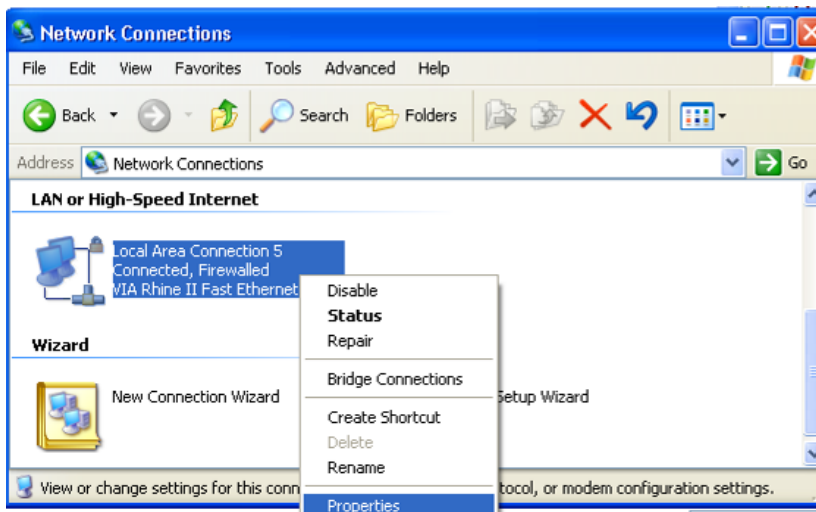 Network Connections
File Edit View Favorites Tools Advanced Help
Back Search Folders
Address Network Connections Go
LAN or High-Speed Internet
Local Area Connection 5
Connected, Firewalled
VIA Rhine II Fast Ethernet
Disable
Status
Repair
Bridge Connections
Create Shortcut
Delete
Rename
Properties
Wizard
New Connection Wizard
Setup Wizard
View or change settings for this conn
tocol, or modem configuration settings.